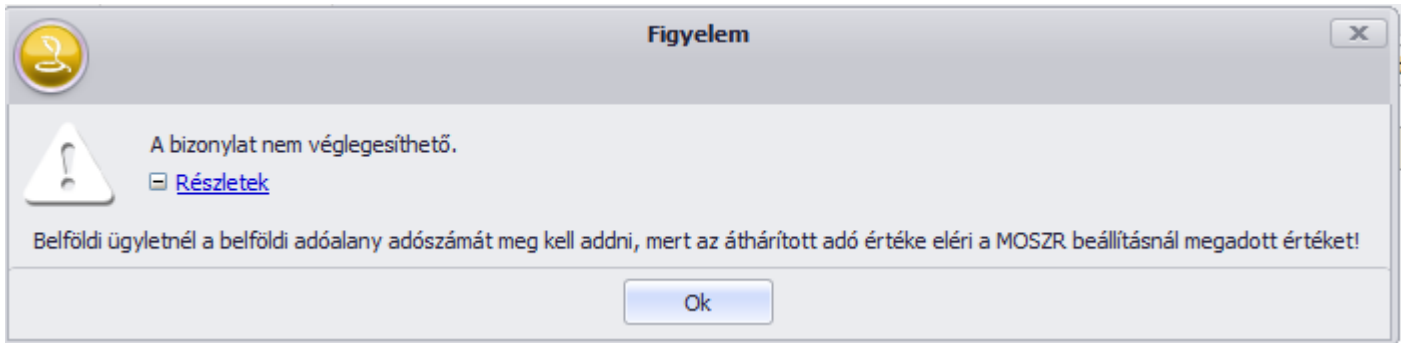 Figyelem
A bizonylat nem véglegesíthető.
Részletek
Belföldi ügyletnél a belföldi adóalany adószámát meg kell addni, mert az áthárított adó értéke eléri a MOSZR beállításnál megadott értéket!
Ok